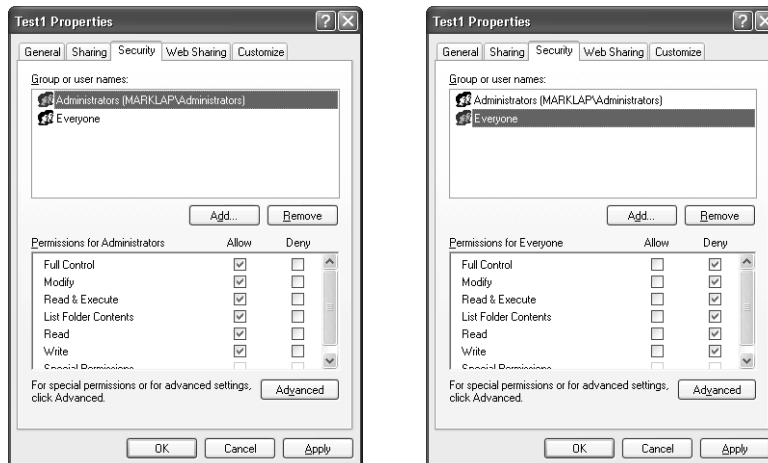 Test1 Properties
General Sharing Security Web Sharing Customize
Group or user names:
Administrators (MARKLAP\Administrators)
Everyone
Add... Remove
Permissions for Administrators Allow Deny
Full Control
Modify
Read & Execute
List Folder Contents
Read
Write
Special Permissions
For special permissions or for advanced settings,
click Advanced.
Advanced
OK Cancel Apply
Test1 Properties
General Sharing Security Web Sharing Customize
Group or user names:
Administrators (MARKLAP\Administrators)
Everyone
Add... Remove
Permissions for Everyone Allow Deny
Full Control
Modify
Read & Execute
List Folder Contents
Read
Write
Special Permissions
For special permissions or for advanced settings,
click Advanced.
Advanced
OK Cancel Apply